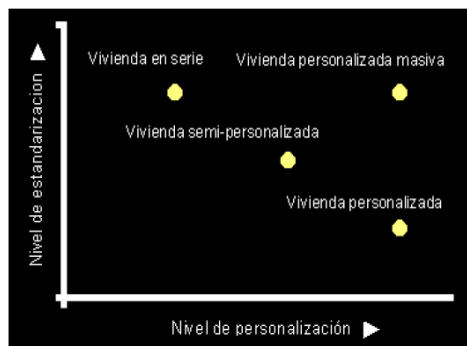 Vivienda en serie
Vivienda personalizada masiva
Vivienda semi-personalizada
Vivienda personalizada
Nivel de estandarizacion
Nivel de personalización